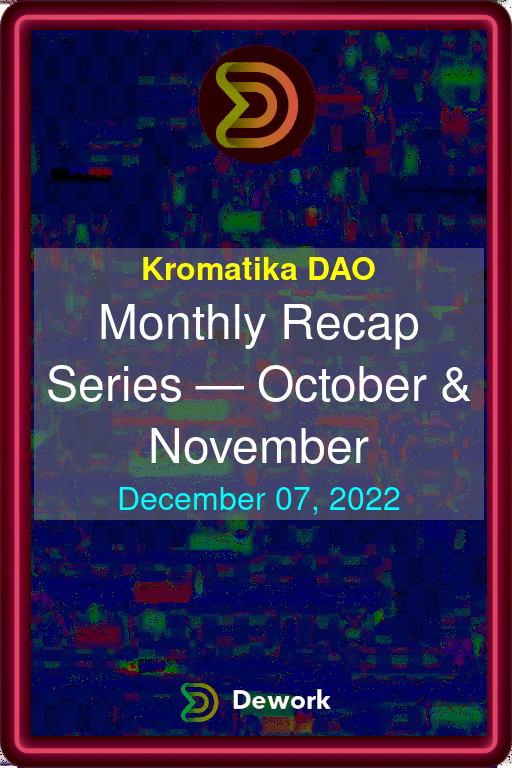 Kromatika DAO
Monthly Recap
Series — October &
November
December 07, 2022
Dework